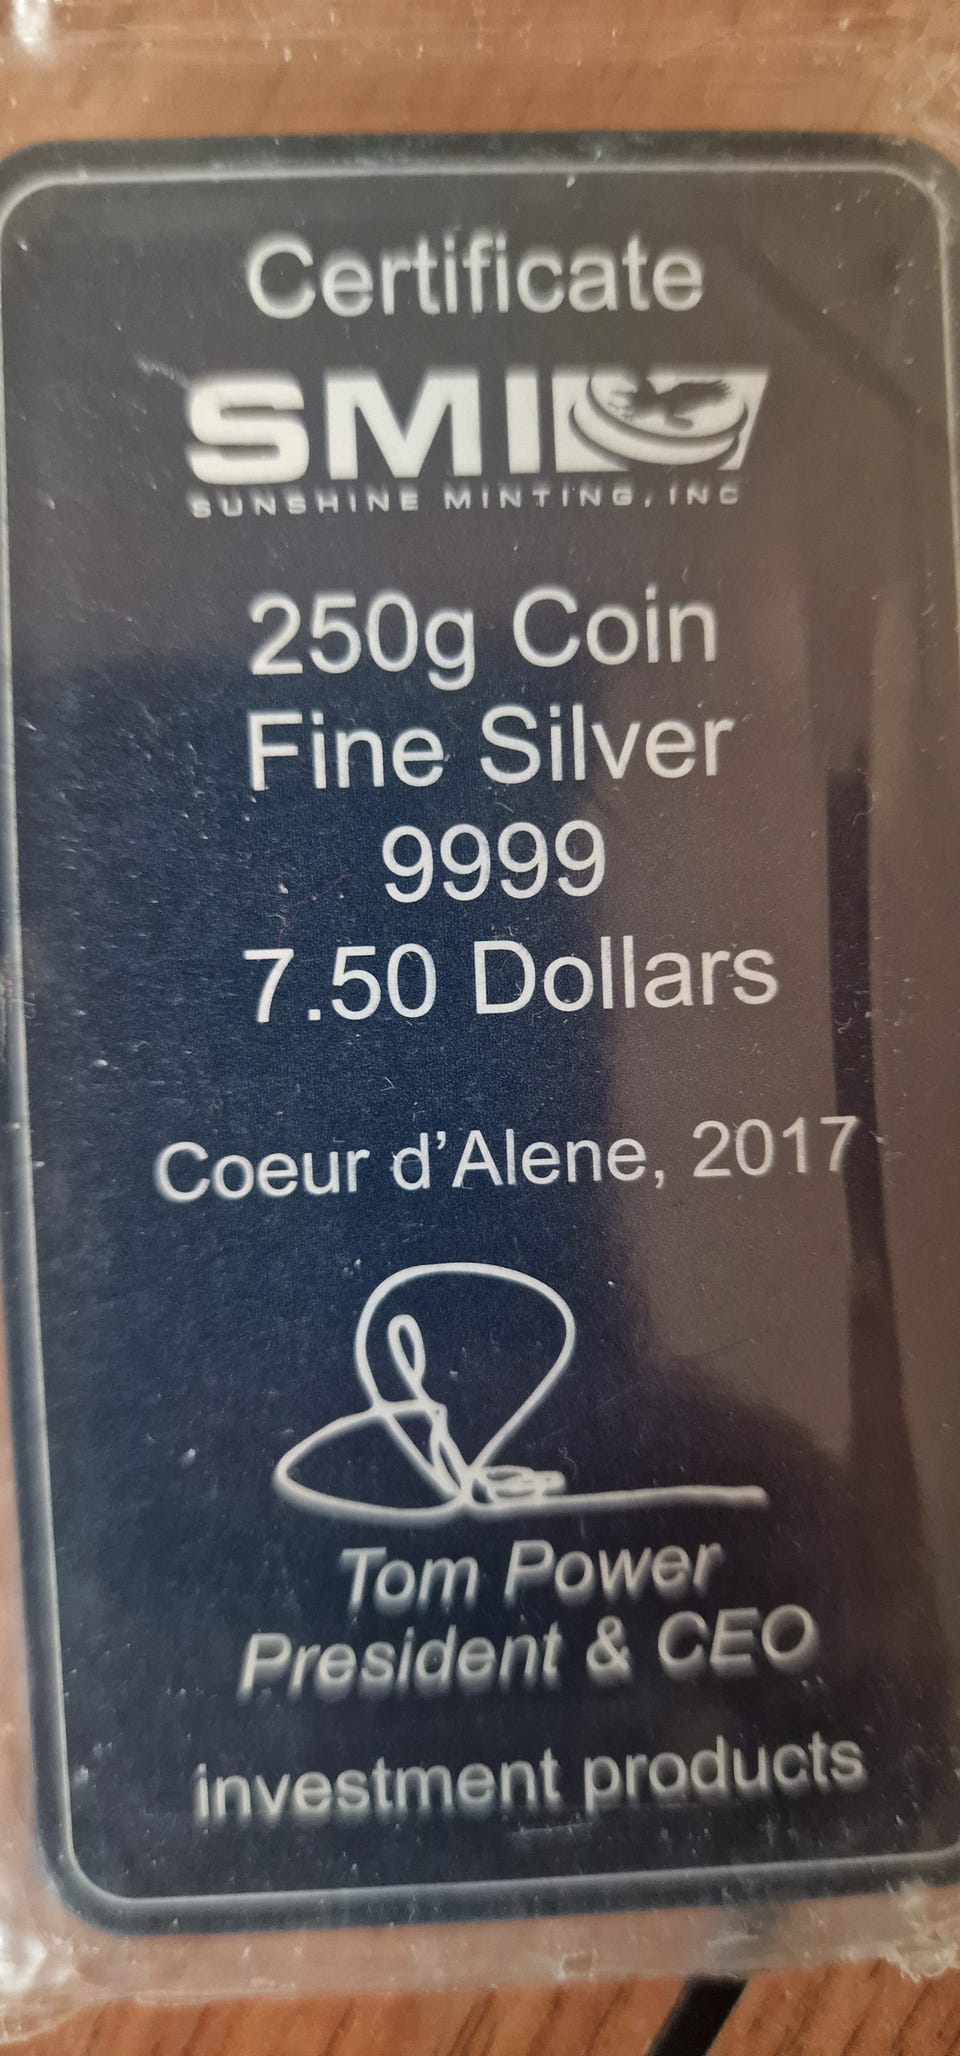 Certificate
SMI
SUNSHINE MINTING, INC
250g Coin
Fine Silver
9999
7.50 Dollars
Coeur d'Alene, 2017
Tom Power
President & CEO
investment products